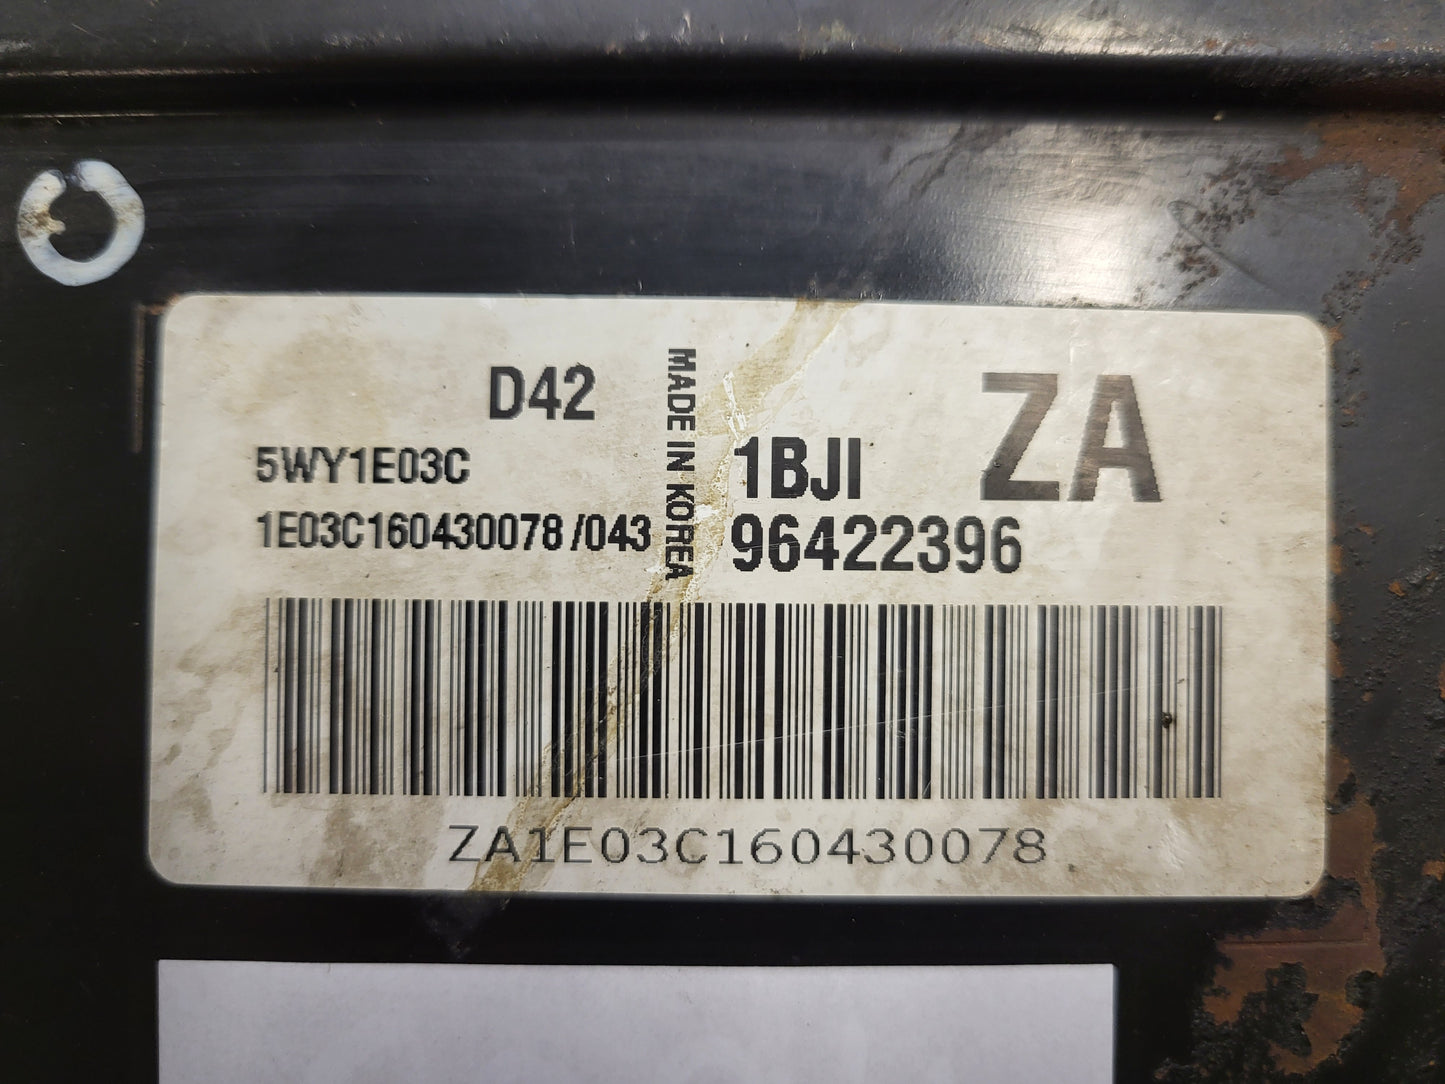 D42
5WY1E03C
1E03C160430078/043
MADE IN KOREA
1BJI
ZA
96422396
ZA1E03C160430078